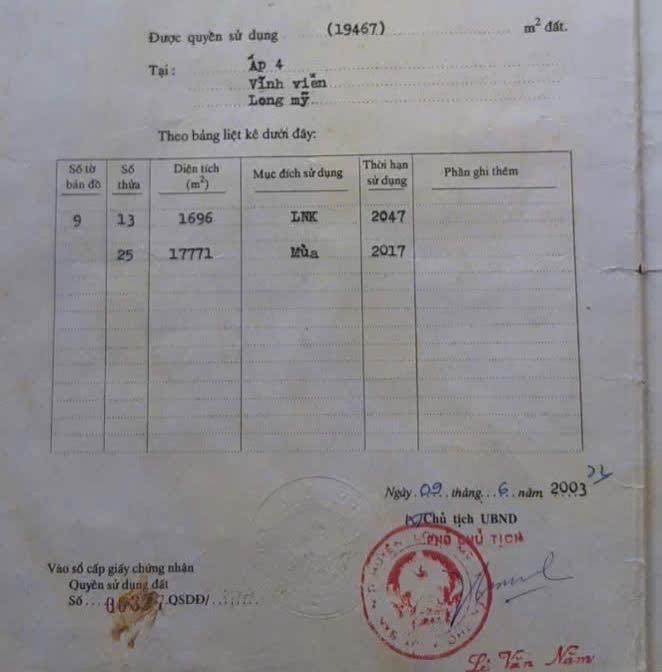 Được quyền sử dụng (19467) m² đất.
Tại: Ấp 4
Vĩnh viễn
Long mỹ
Theo bảng liệt kê dưới đây:
Số tờ bản đồ Số thửa Diện tích (m²) Mục đích sử dụng Thời hạn sử dụng Phần ghi thêm
9 13 1696 LNK 2047
25 17771 Mùa 2017
Ngày 09 tháng 6 năm 2003
Chủ tịch UBND
PHÓ CHỦ TỊCH
Vào sổ cấp giấy chứng nhận
Quyền sử dụng đất
Số QSDĐ/
Lê Văn Năm